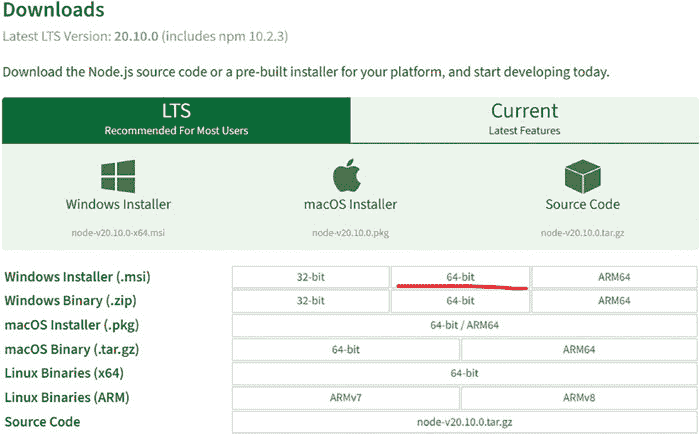 Downloads
Latest LTS Version: 20.10.0 (includes npm 10.2.3)
Download the Node.js source code or a pre-built installer for your platform, and start developing today.
LTS
Recommended For Most Users
Current
Latest Features
Windows Installer
node-v20.10.0-x64.msi
macOS Installer
node-v20.10.0.pkg
Source Code
node-v20.10.0.tar.gz
Windows Installer (.msi) 32-bit 64-bit ARM64
Windows Binary (.zip) 32-bit 64-bit ARM64
macOS Installer (.pkg) 64-bit / ARM64
macOS Binary (.tar.gz) 64-bit ARM64
Linux Binaries (x64) 64-bit
Linux Binaries (ARM) ARMv7 ARMv8
Source Code node-v20.10.0.tar.gz